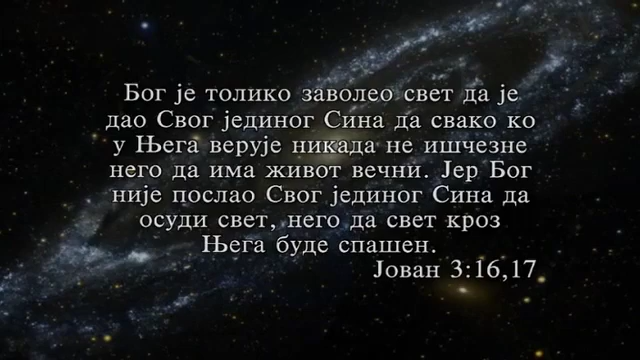 Бог је толико заволео свет да је
дао Свог јединог Сина да свако ко
у Њега верује никада не ишчезне
него да има живот вечни. Јер Бог
није послао Свог јединог Сина да
осуди свет, него да свет кроз
Њега буде спашен.
Јован 3:16,17